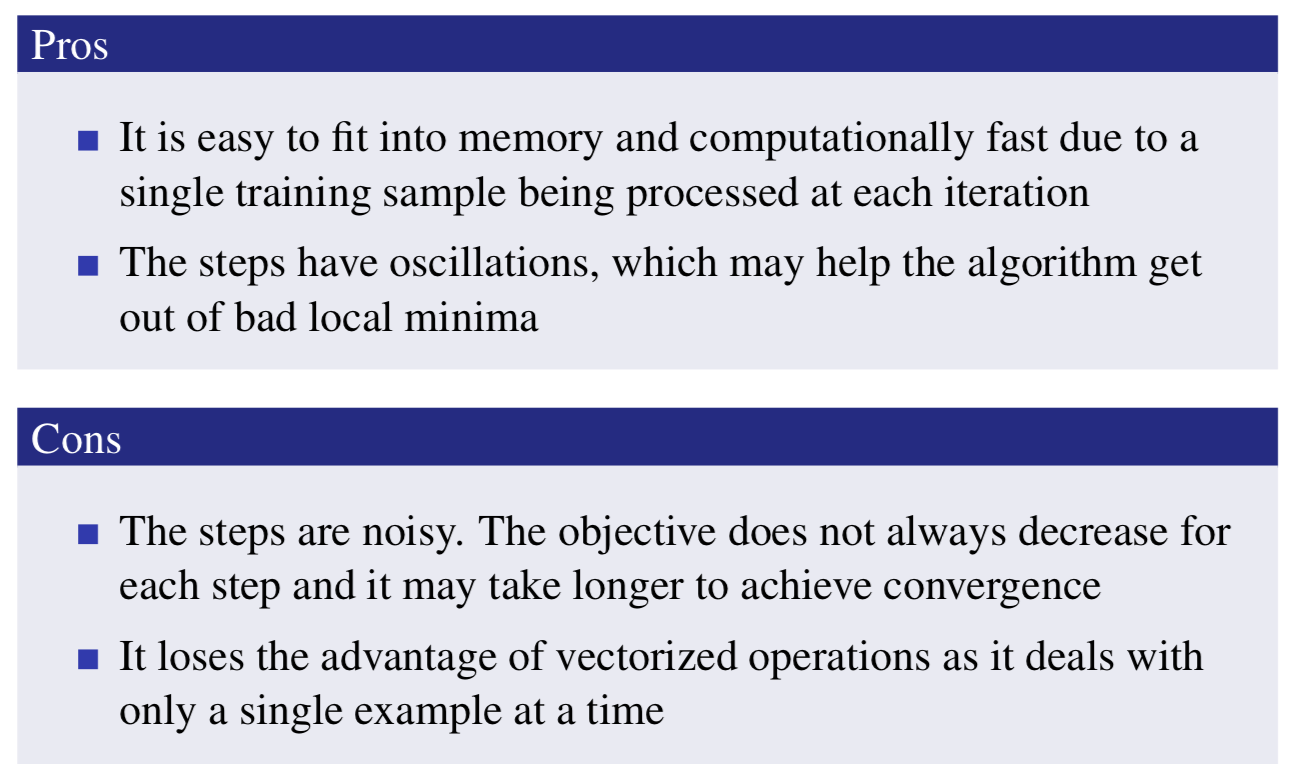 Pros
It is easy to fit into memory and computationally fast due to a
single training sample being processed at each iteration
The steps have oscillations, which may help the algorithm get
out of bad local minima
Cons
The steps are noisy. The objective does not always decrease for
each step and it may take longer to achieve convergence
It loses the advantage of vectorized operations as it deals with
only a single example at a time